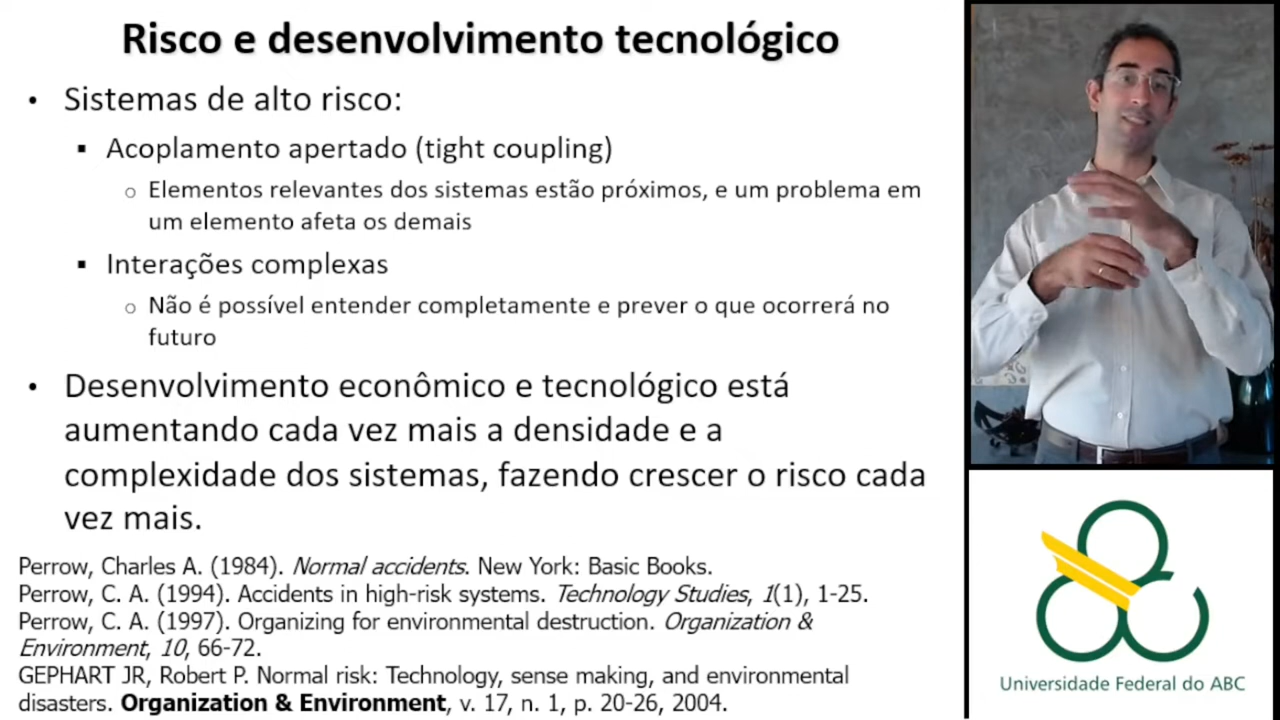 Risco e desenvolvimento tecnológico
• Sistemas de alto risco:
▪ Acoplamento apertado (tight coupling)
○ Elementos relevantes dos sistemas estão próximos, e um problema em
um elemento afeta os demais
▪ Interações complexas
○ Não é possível entender completamente e prever o que ocorrerá no
futuro
• Desenvolvimento econômico e tecnológico está
aumentando cada vez mais a densidade e a
complexidade dos sistemas, fazendo crescer o risco cada
vez mais.
Perrow, Charles A. (1984). Normal accidents. New York: Basic Books.
Perrow, C. A. (1994). Accidents in high-risk systems. Technology Studies, 1(1), 1-25.
Perrow, C. A. (1997). Organizing for environmental destruction. Organization &
Environment, 10, 66-72.
GEPHART JR, Robert P. Normal risk: Technology, sense making, and environmental
disasters. Organization & Environment, v. 17, n. 1, p. 20-26, 2004.
Universidade Federal do ABC